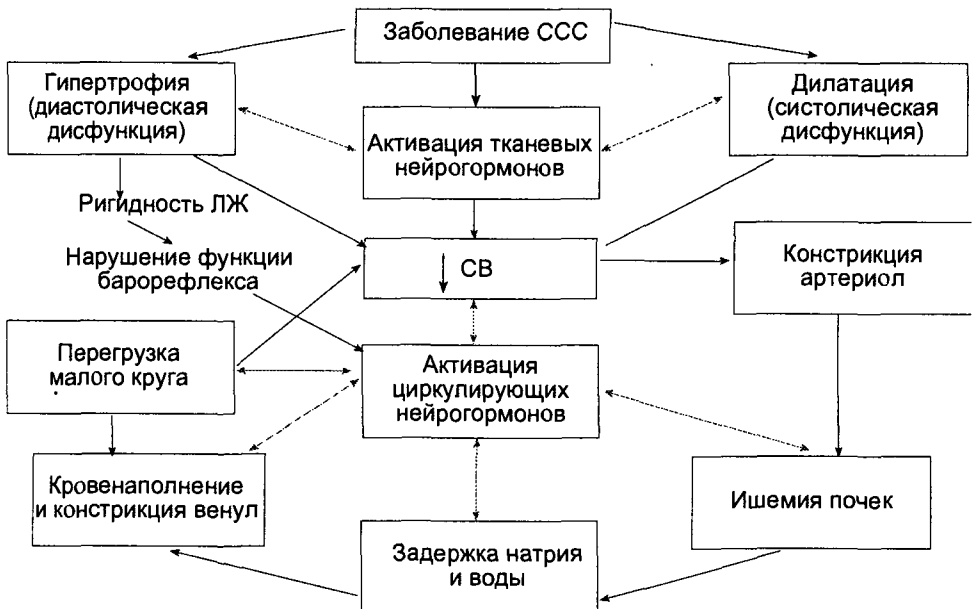 Заболевание ССС
Гипертрофия
(диастолическая
дисфункция)
Дилатация
(систолическая
дисфункция)
Активация тканевых
нейрогормонов
Ригидность ЛЖ
Нарушение функции
барорефлекса
↓ СВ
Констрикция
артериол
Перегрузка
малого круга
Активация
циркулирующих
нейрогормонов
Кровенаполнение
и констрикция венул
Ишемия почек
Задержка натрия
и воды